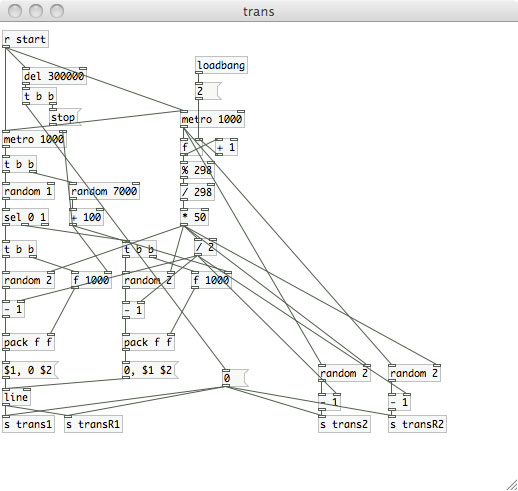 trans
r start
loadbang
del 300000
2
t b b
stop
metro 1000
metro 1000
f
+ 1
t b b
% 298
random 1
random 7000
/ 298
sel 0 1
+ 100
* 50
t b b
t b b
/ 2
random 2
f 1000
random 2
f 1000
- 1
- 1
pack f f
pack f f
$1, 0 $2
0, $1 $2
0
random 2
random 2
line
- 1
- 1
s trans1
s transR1
s trans2
s transR2